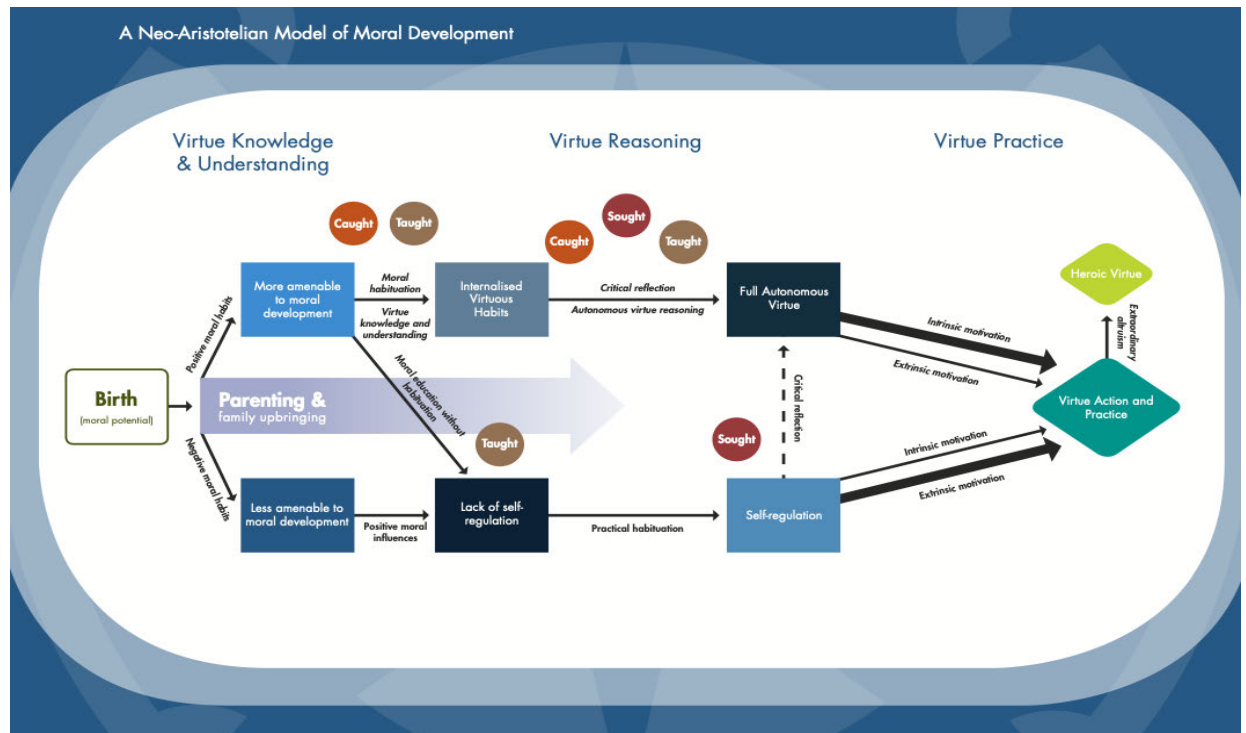 A Neo-Aristotelian Model of Moral Development
Virtue Knowledge
& Understanding
Virtue Reasoning
Virtue Practice
Caught
Taught
Caught
Sought
Taught
More amenable
to moral
development
Moral
habituation
Virtue
knowledge and
understanding
Internalised
Virtuous
Habits
Critical reflection
Autonomous virtue reasoning
Full Autonomous
Virtue
Heroic Virtue
Extraordinary
altruism
Intrinsic motivation
Extrinsic motivation
Positive moral habits
Birth
(moral potential)
Parenting &
family upbringing
Moral education without
habituation
Critical reflection
Virtue Action and
Practice
Negative moral habits
Taught
Sought
Intrinsic motivation
Extrinsic motivation
Less amenable to
moral development
Positive moral
influences
Lack of self-
regulation
Practical habituation
Self-regulation